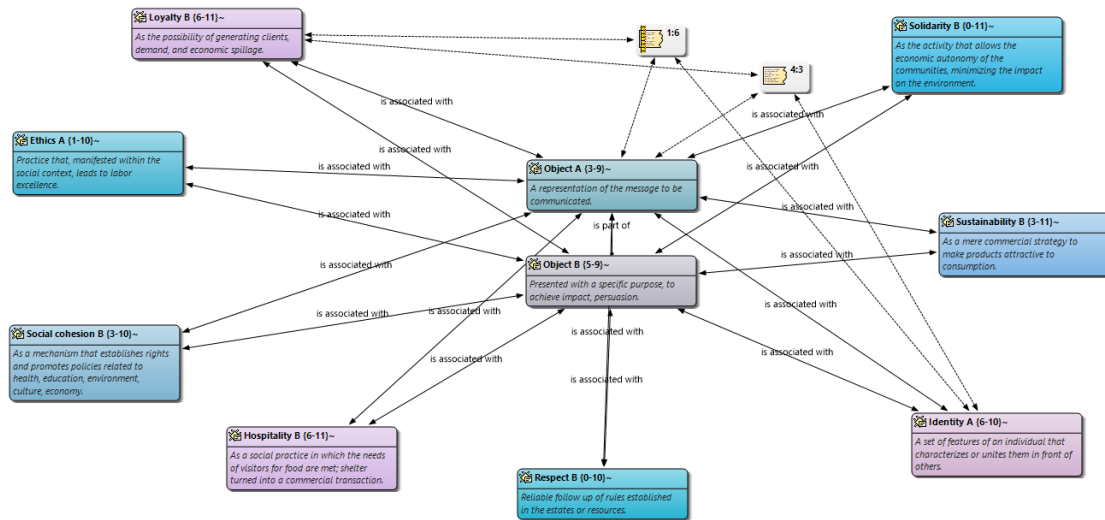 Loyalty B {6-11}~
As the possibility of generating clients,
demand, and economic spillage.
1:6
4:3
Solidarity B {0-11}~
As the activity that allows the
economic autonomy of the
communities, minimizing the impact
on the environment.
is associated with
is associated with
is associated with
Ethics A {1-10}~
Practice that, manifested within the
social context, leads to labor
excellence.
is associated with
is associated with
Object A {3-9}~
A representation of the message to be
communicated.
is associated with
is associated with
is associated with
is part of
Sustainability B {3-11}~
As a mere commercial strategy to
make products attractive to
consumption.
is associated with
Object B {5-9}~
Presented with a specific purpose, to
achieve impact, persuasion.
is associated with
is associated with
is associated with
is associated with
Social cohesion B {3-10}~
As a mechanism that establishes rights
and promotes policies related to
health, education, environment,
culture, economy.
is associated with
is associated with
is associated with
Hospitality B {6-11}~
As a social practice in which the needs
of visitors for food are met; shelter
turned into a commercial transaction.
Identity A {6-10}~
A set of features of an individual that
characterizes or unites them in front of
others.
Respect B {0-10}~
Reliable follow up of rules established
in the estates or resources.